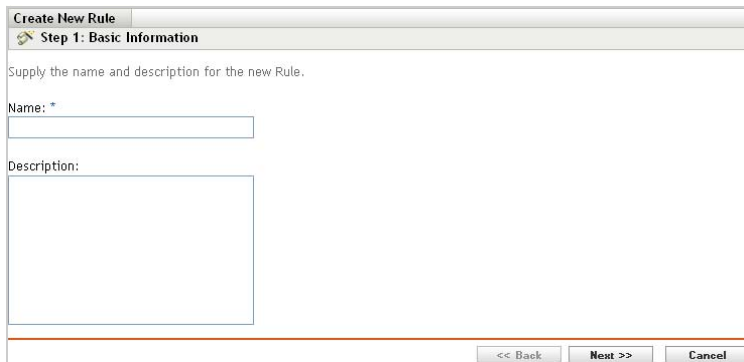 Create New Rule
Step 1: Basic Information
Supply the name and description for the new Rule.
Name: *
Description:
<< Back Next >> Cancel